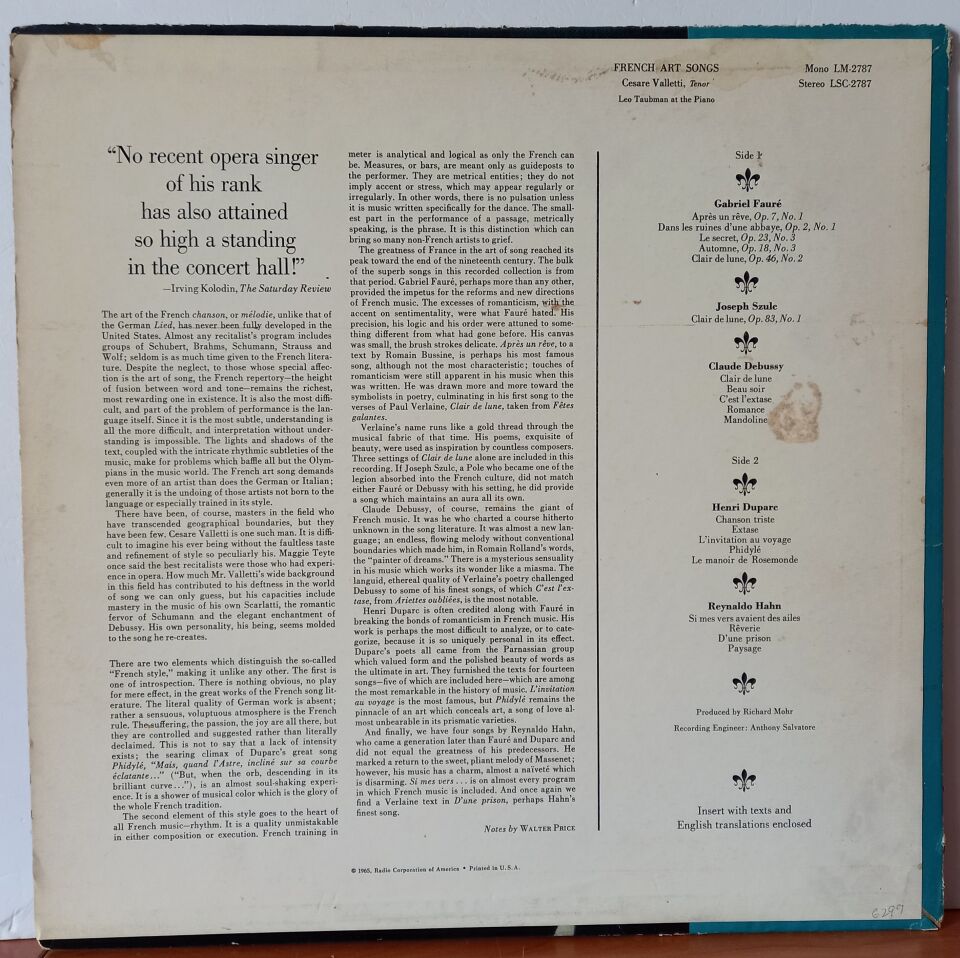 FRENCH ART SONGS
Cesare Valletti, Tenor
Leo Taubman at the Piano
Mono LM-2787
Stereo LSC-2787
“No recent opera singer
of his rank
has also attained
so high a standing
in the concert hall!”
—Irving Kolodin, The Saturday Review
The art of the French chanson, or mélodie, unlike that of
the German Lied, has never been fully developed in the
United States. Almost any recitalist's program includes
groups of Schubert, Brahms, Schumann, Strauss and
Wolf; seldom is as much time given to the French litera-
ture. Despite the neglect, to those whose special affec-
tion is the art of song, the French repertory—the height
of fusion between word and tone—remains the richest,
most rewarding one in existence. It is also the most diffi-
cult, and part of the problem of performance is the lan-
guage itself. Since it is the most subtle, understanding is
all the more difficult, and interpretation without under-
standing is impossible. The lights and shadows of the
text, coupled with the intricate rhythmic subtleties of the
music, make for problems which baffle all but the Olym-
pians in the music world. The French art song demands
even more of an artist than does the German or Italian;
generally it is the undoing of those artists not born to the
language or especially trained in its style.
There have been, of course, masters in the field who
have transcended geographical boundaries, but they
have been few. Cesare Valletti is one such man. It is diffi-
cult to imagine his ever being without the faultless taste
and refinement of style so peculiarly his. Maggie Teyte
once said the best recitalists were those who had experi-
ence in opera. How much Mr. Valletti's wide background
in this field has contributed to his deftness in the world
of song we can only guess, but his capacities include
mastery in the music of his own Scarlatti, the romantic
fervor of Schumann and the elegant enchantment of
Debussy. His own personality, his being, seems molded
to the song he re-creates.
There are two elements which distinguish the so-called
“French style,” making it unlike any other. The first is
one of introspection. There is nothing obvious, no play
for mere effect, in the great works of the French song lit-
erature. The literal quality of German work is absent;
rather a sensuous, voluptuous atmosphere is the French
rule. The suffering, the passion, the joy are all there, but
they are controlled and suggested rather than literally
declaimed. This is not to say that a lack of intensity
exists; the searing climax of Duparc's great song
Phidylé, “Mais, quand l'Astre, incliné sur sa courbe
éclatante...” (“But, when the orb, descending in its
brilliant curve...”), is an almost soul-shaking experi-
ence. It is a shower of musical color which is the glory of
the whole French tradition.
The second element of this style goes to the heart of
all French music—rhythm. It is a quality unmistakable
in either composition or execution. French training in
meter is analytical and logical as only the French can
be. Measures, or bars, are meant only as guideposts to
the performer. They are metrical entities; they do not
imply accent or stress, which may appear regularly or
irregularly. In other words, there is no pulsation unless
it is music written specifically for the dance. The small-
est part in the performance of a passage, metrically
speaking, is the phrase. It is this distinction which can
bring so many non-French artists to grief.
The greatness of France in the art of song reached its
peak toward the end of the nineteenth century. The bulk
of the superb songs in this recorded collection is from
that period. Gabriel Fauré, perhaps more than any other,
provided the impetus for the reforms and new directions
of French music. The excesses of romanticism, with the
accent on sentimentality, were what Fauré hated. His
precision, his logic and his order were attuned to some-
thing different from what had gone before. His canvas
was small, the brush strokes delicate. Après un rêve, to a
text by Romain Bussine, is perhaps his most famous
song, although not the most characteristic; touches of
romanticism were still apparent in his music when this
was written. He was drawn more and more toward the
symbolists in poetry, culminating in his first song to the
verses of Paul Verlaine, Clair de lune, taken from Fêtes
galantes.
Verlaine's name runs like a gold thread through the
musical fabric of that time. His poems, exquisite of
beauty, were used as inspiration by countless composers.
Three settings of Clair de lune alone are included in this
recording. If Joseph Szulc, a Pole who became one of the
legion absorbed into the French culture, did not match
either Fauré or Debussy with his setting, he did provide
a song which maintains an aura all its own.
Claude Debussy, of course, remains the giant of
French music. It was he who charted a course hitherto
unknown in the song literature. It was almost a new lan-
guage; an endless, flowing melody without conventional
boundaries which made him, in Romain Rolland's words,
the “painter of dreams.” There is a mysterious sensuality
in his music which works its wonder like a miasma. The
languid, ethereal quality of Verlaine's poetry challenged
Debussy to some of his finest songs, of which C'est l'ex-
tase, from Ariettes oubliées, is the most notable.
Henri Duparc is often credited along with Fauré in
breaking the bonds of romanticism in French music. His
work is perhaps the most difficult to analyze, or to cate-
gorize, because it is so uniquely personal in its effect.
Duparc's poets all came from the Parnassian group
which valued form and the polished beauty of words as
the ultimate in art. They furnished the texts for fourteen
songs—five of which are included here—which are among
the most remarkable in the history of music. L'invitation
au voyage is the most famous, but Phidylé remains the
pinnacle of an art which conceals art, a song of love al-
most unbearable in its prismatic varieties.
And finally, we have four songs by Reynaldo Hahn,
who came a generation later than Fauré and Duparc and
did not equal the greatness of his predecessors. He
marked a return to the sweet, pliant melody of Massenet;
however, his music has a charm, almost a naïveté which
is disarming. Si mes vers . . . is on almost every program
in which French music is included. And once again we
find a Verlaine text in D'une prison, perhaps Hahn's
finest song.
Notes by WALTER PRICE
Side 1
Gabriel Fauré
Après un rêve, Op. 7, No. 1
Dans les ruines d'une abbaye, Op. 2, No. 1
Le secret, Op. 23, No. 3
Automne, Op. 18, No. 3
Clair de lune, Op. 46, No. 2
Joseph Szulc
Clair de lune, Op. 83, No. 1
Claude Debussy
Clair de lune
Beau soir
C'est l'extase
Romance
Mandoline
Side 2
Henri Duparc
Chanson triste
Extase
L'invitation au voyage
Phidylé
Le manoir de Rosemonde
Reynaldo Hahn
Si mes vers avaient des ailes
Rêverie
D'une prison
Paysage
Produced by Richard Mohr
Recording Engineer: Anthony Salvatore
Insert with texts and
English translations enclosed
© 1965, Radio Corporation of America • Printed in U.S.A.